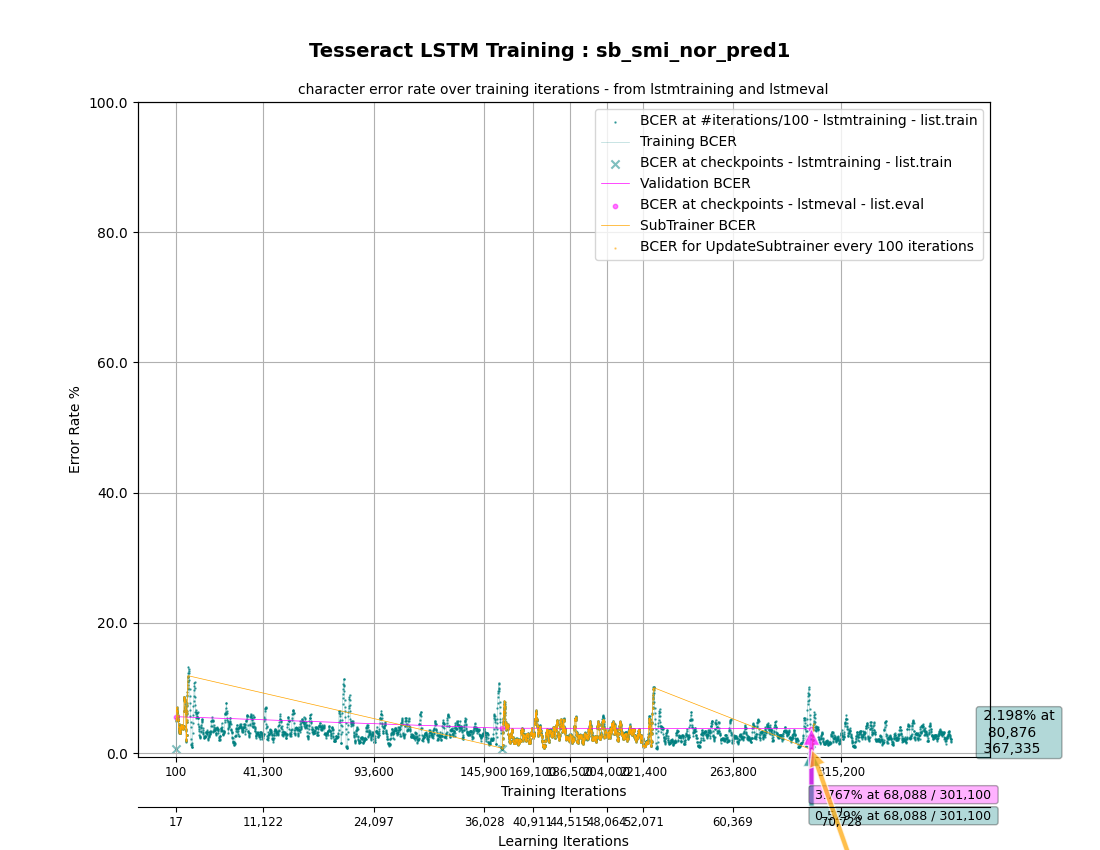 Tesseract LSTM Training : sb_smi_nor_pred1
character error rate over training iterations - from lstmtraining and lstmeval
100.0
80.0
60.0
40.0
20.0
0.0
Error Rate %
BCER at #iterations/100 - lstmtraining - list.train
Training BCER
BCER at checkpoints - lstmtraining - list.train
Validation BCER
BCER at checkpoints - lstmeval - list.eval
SubTrainer BCER
BCER for UpdateSubtrainer every 100 iterations
2.198% at
80,876
367,335
100 41,300 93,600 145,900 169,100 186,500 204,000 221,400 263,800 315,200
Training Iterations
3.767% at 68,088 / 301,100
at 68,088 / 301,100
17 11,122 24,097 36,028 40,911 44,515 48,064 52,071 60,369 70,728
Learning Iterations